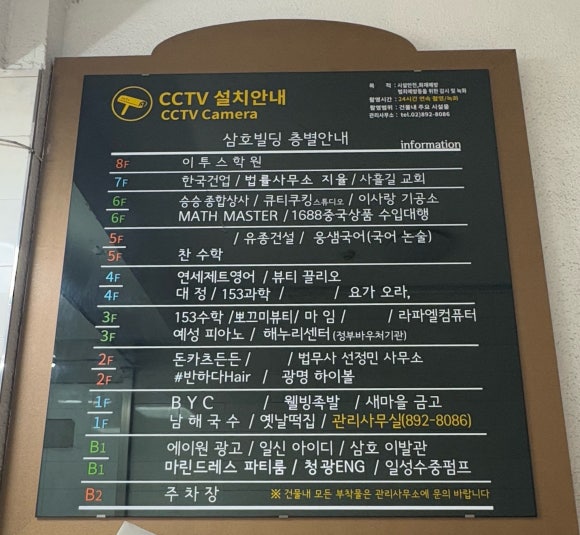 CCTV 설치안내
CCTV Camera
목 적 : 시설안전,화재예방
범죄예방등을 위한 감시 및 녹화
촬영시간 : 24시간 연속 촬영/녹화
촬영범위 : 건물내 주요 시설물
관리사무소 : tel.02)892-8086
삼호빌딩 층별안내
information
8F 이투스학원
7F 한국건업 / 법률사무소 지율 / 사흘길 교회
6F 승승종합상사 / 큐티쿠킹스튜디오 / 이사랑 기공소
6F MATH MASTER / 1688중국상품 수입대행
5F / 유종건설 / 응샘국어(국어 논술)
5F 찬 수학
4F 연세제트영어 / 뷰티 끌리오
4F 대 정 / 153과학 / / 요가 오라,
3F 153수학 /뽀끄미뷰티/ 마 임 / / 라파엘컴퓨터
3F 예성 피아노 / 해누리센터(정부바우처기관)
2F 돈카츠든든 / / 법무사 선정민 사무소
2F #반하다Hair / 광명 하이볼
1F B Y C / 웰빙족발 / 새마을 금고
1F 남해국수 / 옛날떡집 / 관리사무실(892-8086)
B1 에이원 광고 / 일신 아이디 / 삼호 이발관
B1 마린드레스 파티룸 / 청광ENG / 일성수중펌프
B2 주 차 장 ※ 건물내 모든 부착물은 관리사무소에 문의 바랍니다